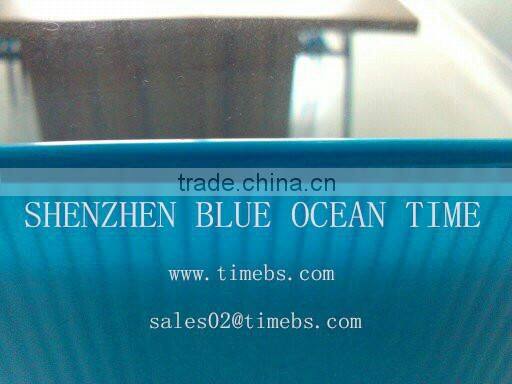 trade.china.cn
SHENZHEN BLUE OCEAN TIME
www.timebs.com
sales02@timebs.com